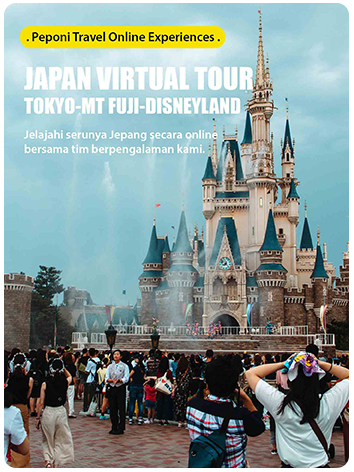 . Peponi Travel Online Experiences .
JAPAN VIRTUAL TOUR
TOKYO-MT FUJI-DISNEYLAND
Jelajahi serunya Jepang secara online
bersama tim berpengalaman kami.